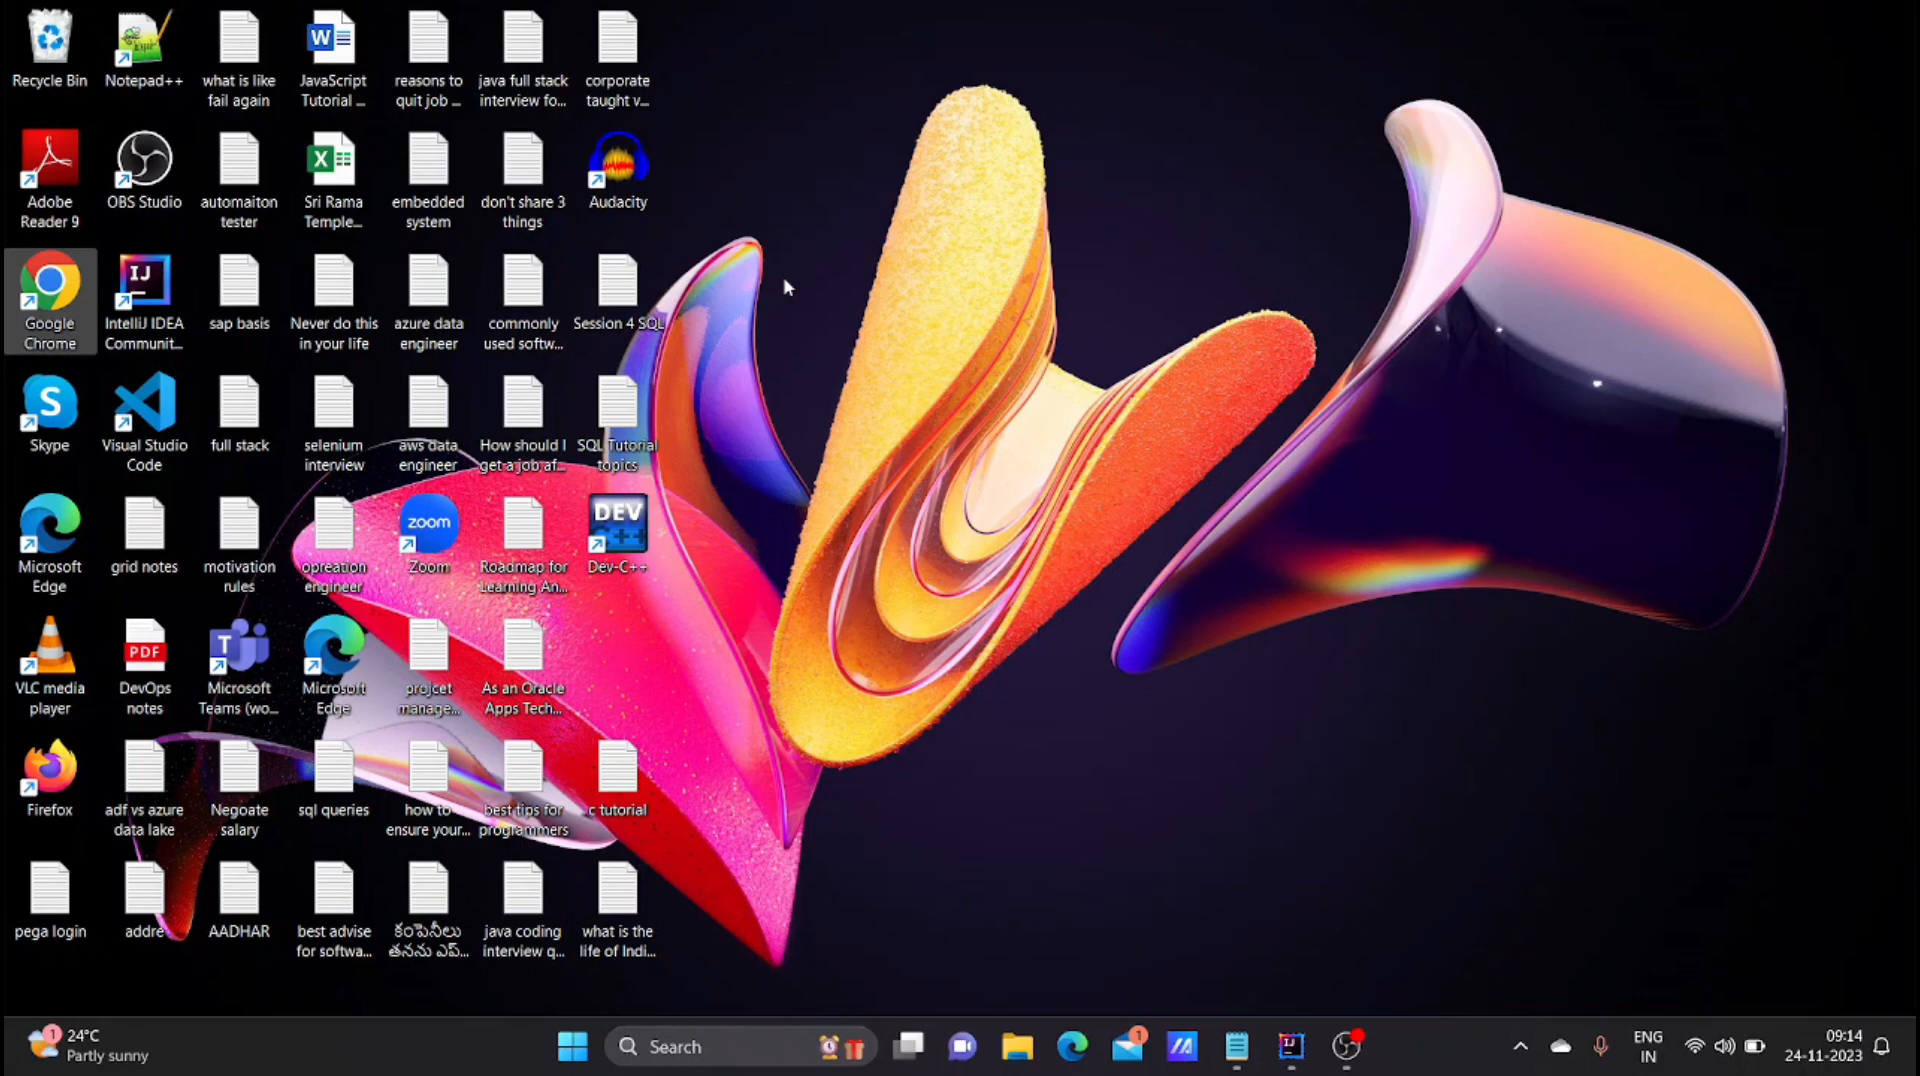 Recycle Bin
Notepad++
what is like
fail again
JavaScript
Tutorial ...
reasons to
quit job ...
java full stack
interview fo...
corporate
taught v...
Adobe
Reader 9
OBS Studio
automaiton
tester
Sri Rama
Temple...
embedded
system
don't share 3
things
Audacity
Google
Chrome
IJ
IntelliJ IDEA
Communit...
sap basis
Never do this
in your life
azure data
engineer
commonly
used softw...
Session 4 SQL
Skype
Visual Studio
Code
full stack
selenium
interview
aws data
engineer
How should I
get a job af...
SQL Tutorial
topics
Microsoft
Edge
grid notes
motivation
rules
opreation
engineer
zoom
Zoom
Roadmap for
Learning An...
DEV
C++
Dev-C++
VLC media
player
PDF
DevOps
notes
Microsoft
Teams (wo...
Microsoft
Edge
projcet
manage...
As an Oracle
Apps Tech...
Firefox
adf vs azure
data lake
Negoate
salary
sql queries
how to
ensure your...
best tips for
programmers
c tutorial
pega login
addre
AADHAR
best advise
for softwa...
కంపెనీలు
తనను ఎప్...
java coding
interview q...
what is the
life of Indi...
1
24°C
Partly sunny
Search
1
IJ
ENG
IN
09:14
24-11-2023